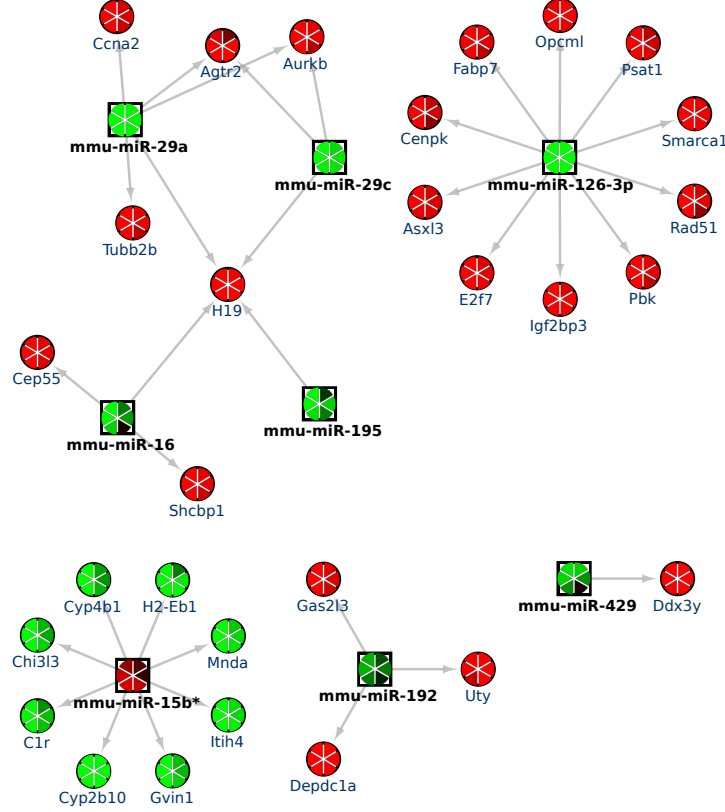 Ccna2
Agtr2
Aurkb
mmu-miR-29a
mmu-miR-29c
Tubb2b
H19
Cep55
mmu-miR-16
mmu-miR-195
Shcbp1
Opcml
Fabp7
Psat1
Cenpk
Smarca1
mmu-miR-126-3p
Asxl3
Rad51
E2f7
Pbk
Igf2bp3
Cyp4b1
H2-Eb1
Chi3l3
Mnda
mmu-miR-15b*
C1r
Itih4
Cyp2b10
Gvin1
Gas2l3
mmu-miR-192
Uty
Depdc1a
mmu-miR-429
Ddx3y